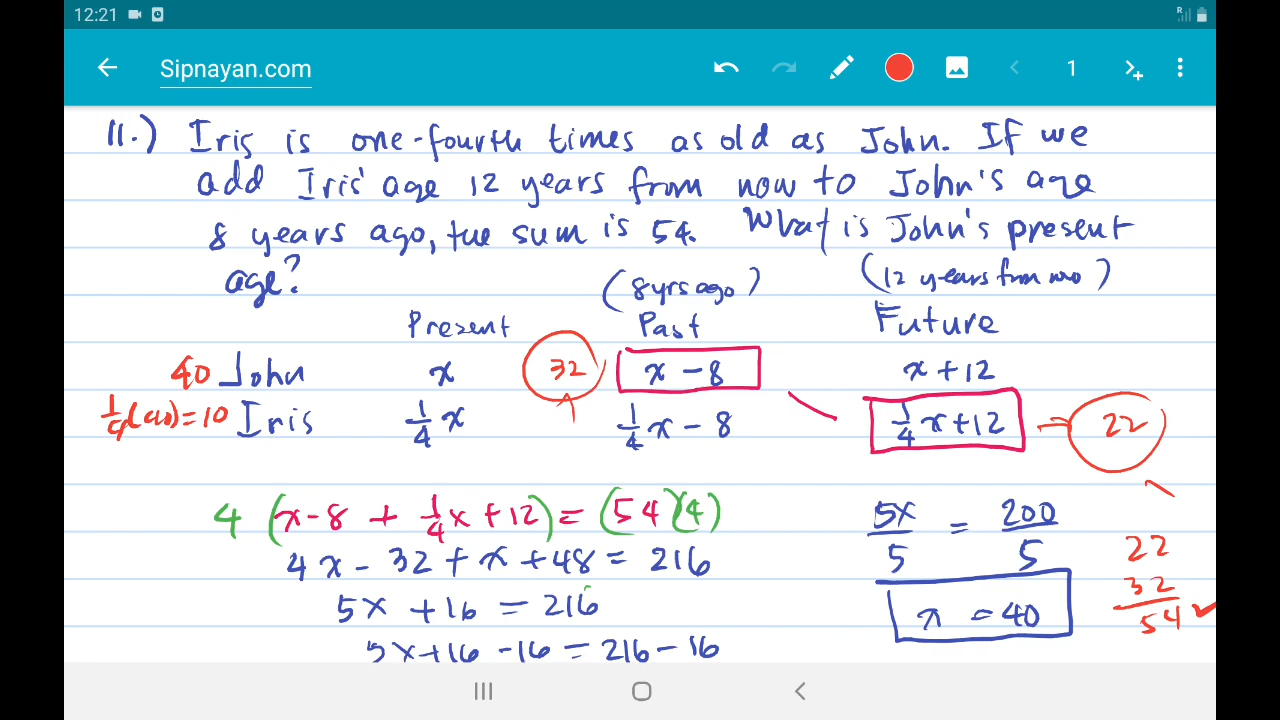 12:21
Sipnayan.com
1
11.) Iris is one-fourth times as old as John. If we
add Iris' age 12 years from now to John's age
8 years ago, the sum is 54. What is John's present
age?
(8 yrs ago) (12 years from now)
Present Past Future
40 John x 32 x - 8 x + 12
1/4(40) = 10 Iris 1/4 x 1/4 x - 8 1/4 x + 12 → 22
4 (x - 8 + 1/4 x + 12) = (54)(4)
4x - 32 + x + 48 = 216
5x + 16 = 216
5x + 16 - 16 = 216 - 16
5x/5 = 200/5
x = 40
22
32
54 ✓